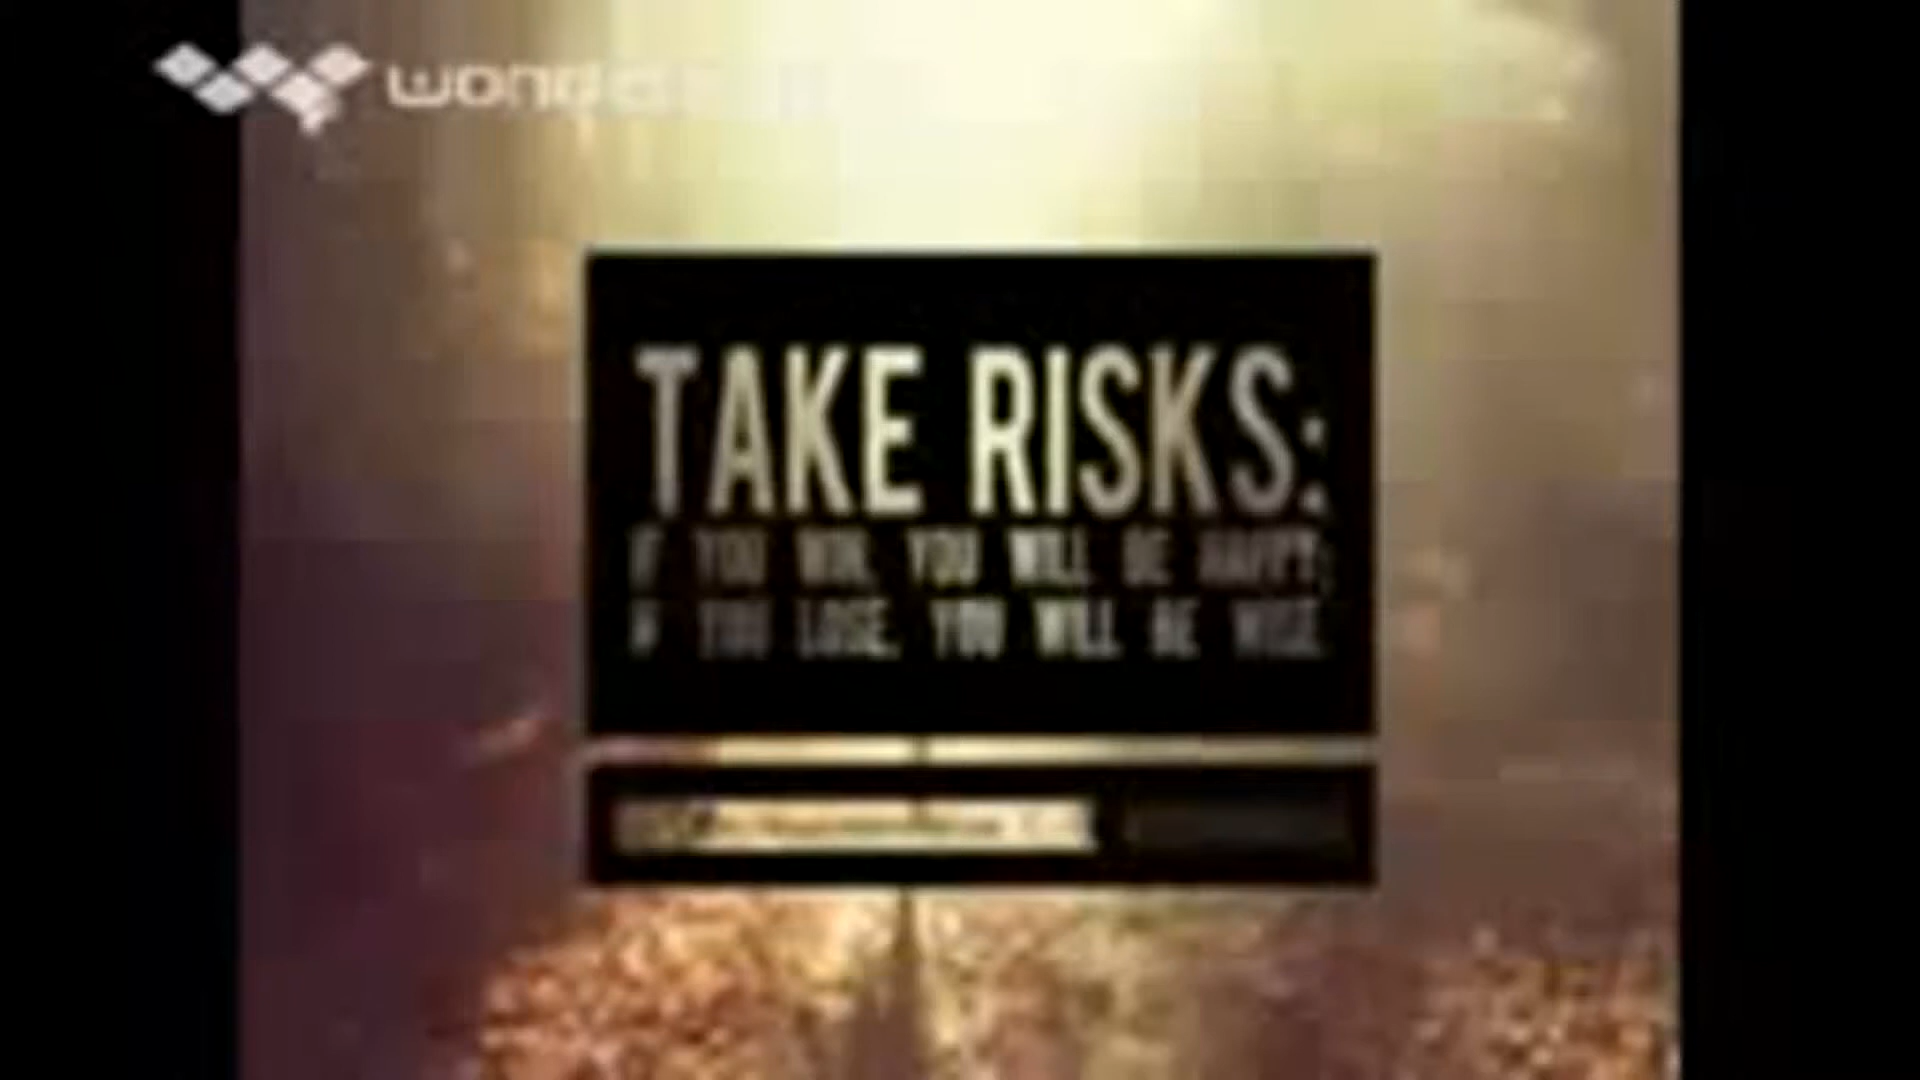 TAKE RISKS:
IF YOU WIN, YOU WILL BE HAPPY;
IF YOU LOSE, YOU WILL BE WISE.